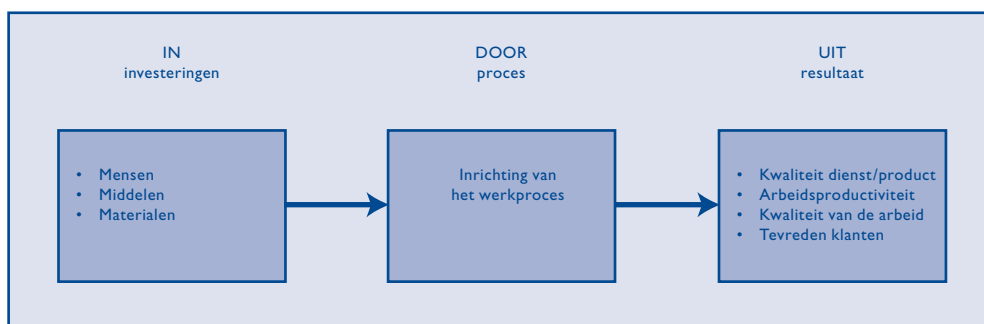 IN
investeringen
DOOR
proces
UIT
resultaat
• Mensen
• Middelen
• Materialen
Inrichting van
het werkproces
• Kwaliteit dienst/product
• Arbeidsproductiviteit
• Kwaliteit van de arbeid
• Tevreden klanten